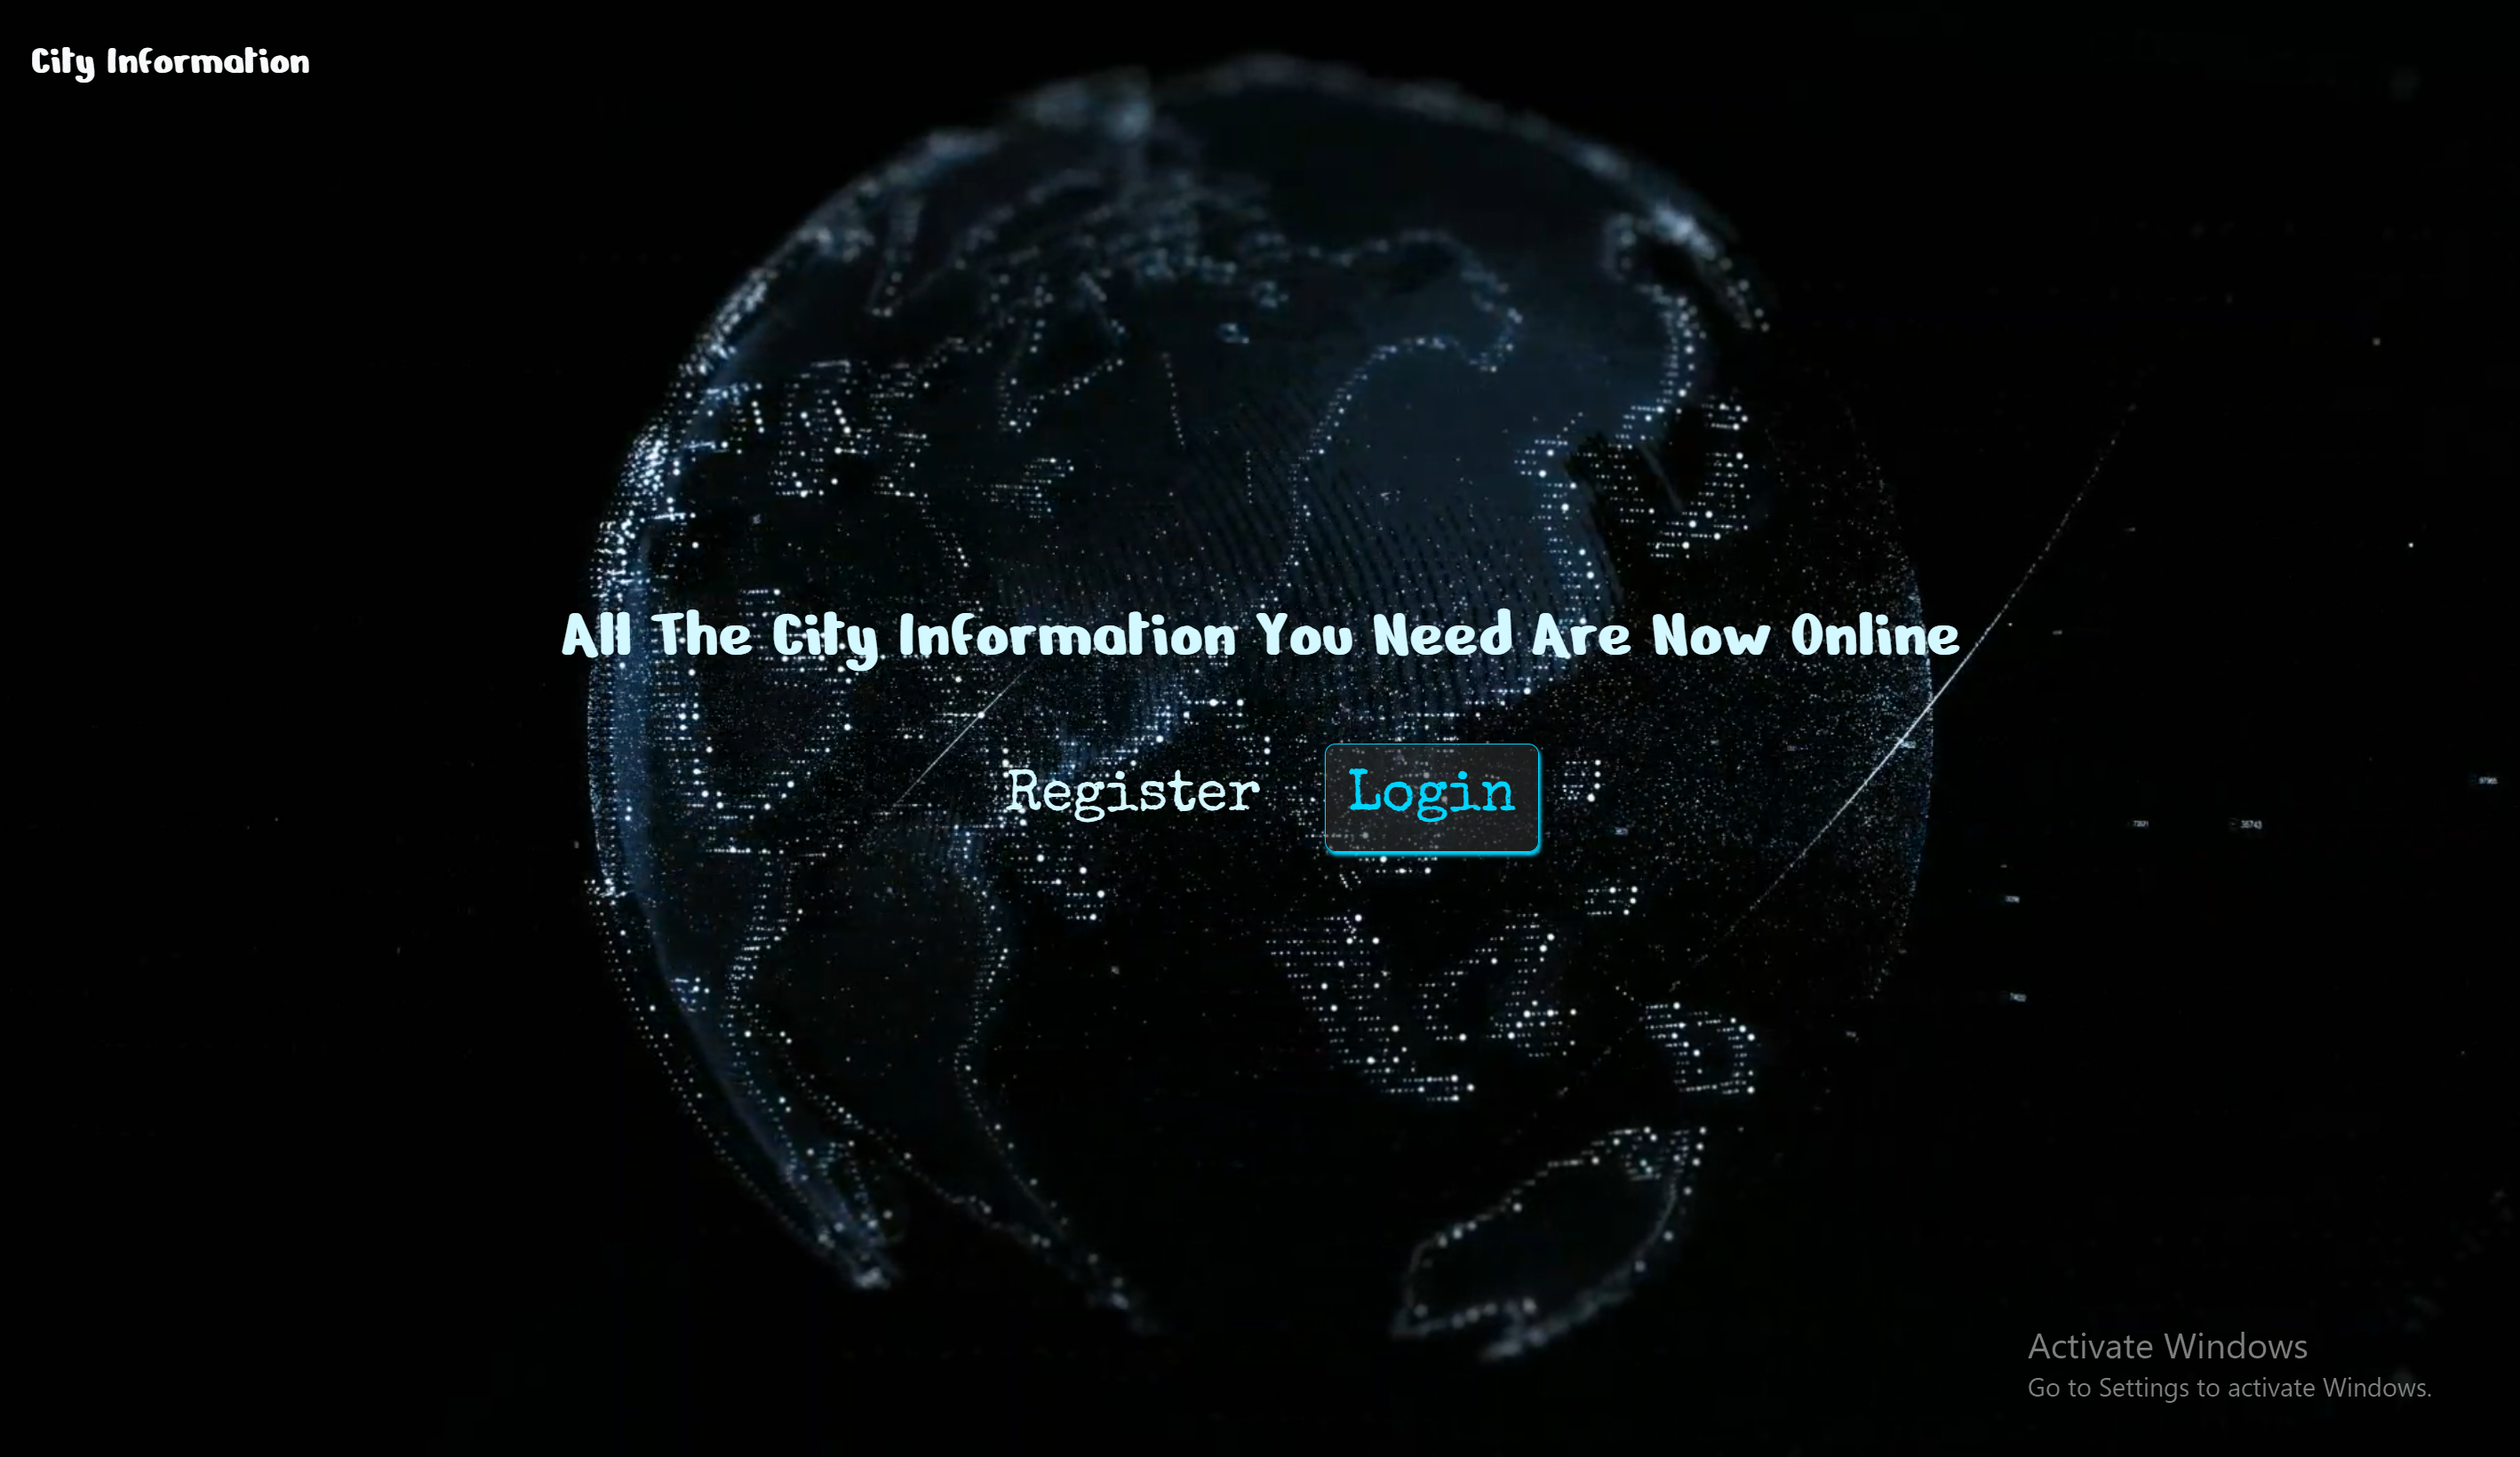 City Information
All The City Information You Need Are Now Online
Register Login
36743
Activate Windows
Go to Settings to activate Windows.